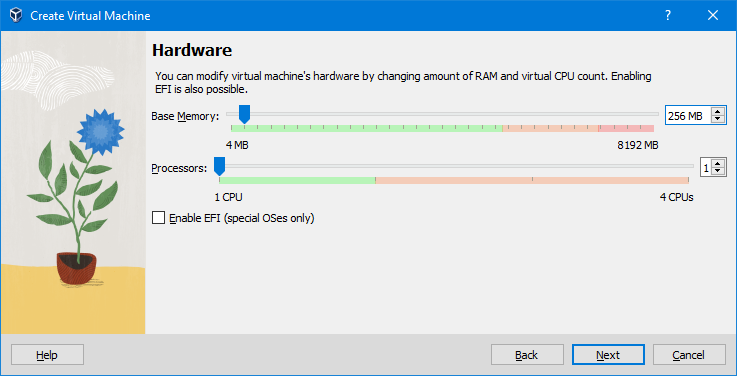 Create Virtual Machine
?
Hardware
You can modify virtual machine's hardware by changing amount of RAM and virtual CPU count. Enabling
EFI is also possible.
Base Memory: 256 MB
4 MB 8192 MB
Processors: 1
1 CPU 4 CPUs
Enable EFI (special OSes only)
Help Back Next Cancel